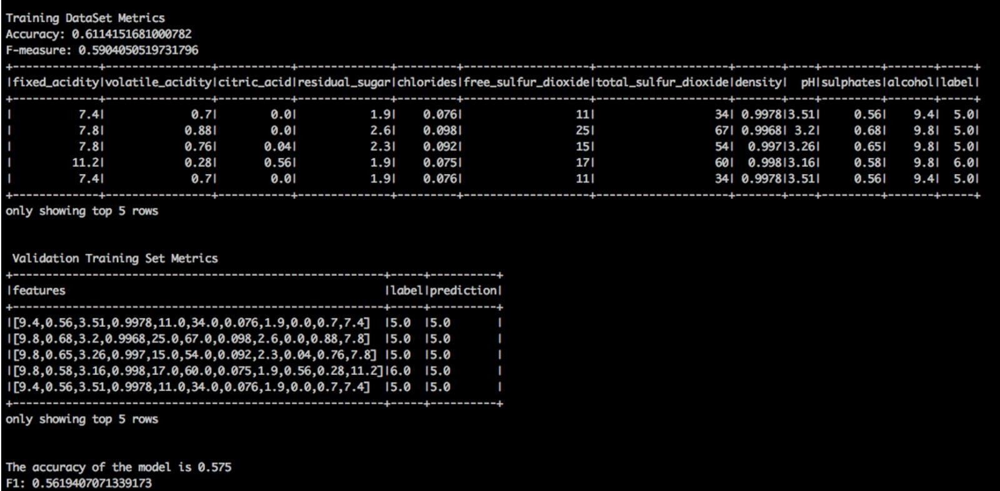 Training DataSet Metrics
Accuracy: 0.6114151681000782
F-measure: 0.5904050519731796
+-------------+----------------+-----------+--------------+---------+-------------------+--------------------+-------+----+---------+-------+-----+
|fixed_acidity|volatile_acidity|citric_acid|residual_sugar|chlorides|free_sulfur_dioxide|total_sulfur_dioxide|density|  pH|sulphates|alcohol|label|
+-------------+----------------+-----------+--------------+---------+-------------------+--------------------+-------+----+---------+-------+-----+
|          7.4|             0.7|        0.0|           1.9|    0.076|                 11|                  34| 0.9978|3.51|     0.56|    9.4|  5.0|
|          7.8|            0.88|        0.0|           2.6|    0.098|                 25|                  67| 0.9968| 3.2|     0.68|    9.8|  5.0|
|          7.8|            0.76|       0.04|           2.3|    0.092|                 15|                  54|  0.997|3.26|     0.65|    9.8|  5.0|
|         11.2|            0.28|       0.56|           1.9|    0.075|                 17|                  60|  0.998|3.16|     0.58|    9.8|  6.0|
|          7.4|             0.7|        0.0|           1.9|    0.076|                 11|                  34| 0.9978|3.51|     0.56|    9.4|  5.0|
+-------------+----------------+-----------+--------------+---------+-------------------+--------------------+-------+----+---------+-------+-----+
only showing top 5 rows
 Validation Training Set Metrics
+--------------------------------------------------------+-----+----------+
|features                                                |label|prediction|
+--------------------------------------------------------+-----+----------+
|[9.4,0.56,3.51,0.9978,11.0,34.0,0.076,1.9,0.0,0.7,7.4]  |5.0  |5.0       |
|[9.8,0.68,3.2,0.9968,25.0,67.0,0.098,2.6,0.0,0.88,7.8]  |5.0  |5.0       |
|[9.8,0.65,3.26,0.997,15.0,54.0,0.092,2.3,0.04,0.76,7.8] |5.0  |5.0       |
|[9.8,0.58,3.16,0.998,17.0,60.0,0.075,1.9,0.56,0.28,11.2]|6.0  |5.0       |
|[9.4,0.56,3.51,0.9978,11.0,34.0,0.076,1.9,0.0,0.7,7.4]  |5.0  |5.0       |
+--------------------------------------------------------+-----+----------+
only showing top 5 rows
The accuracy of the model is 0.575
F1: 0.5619407071339173